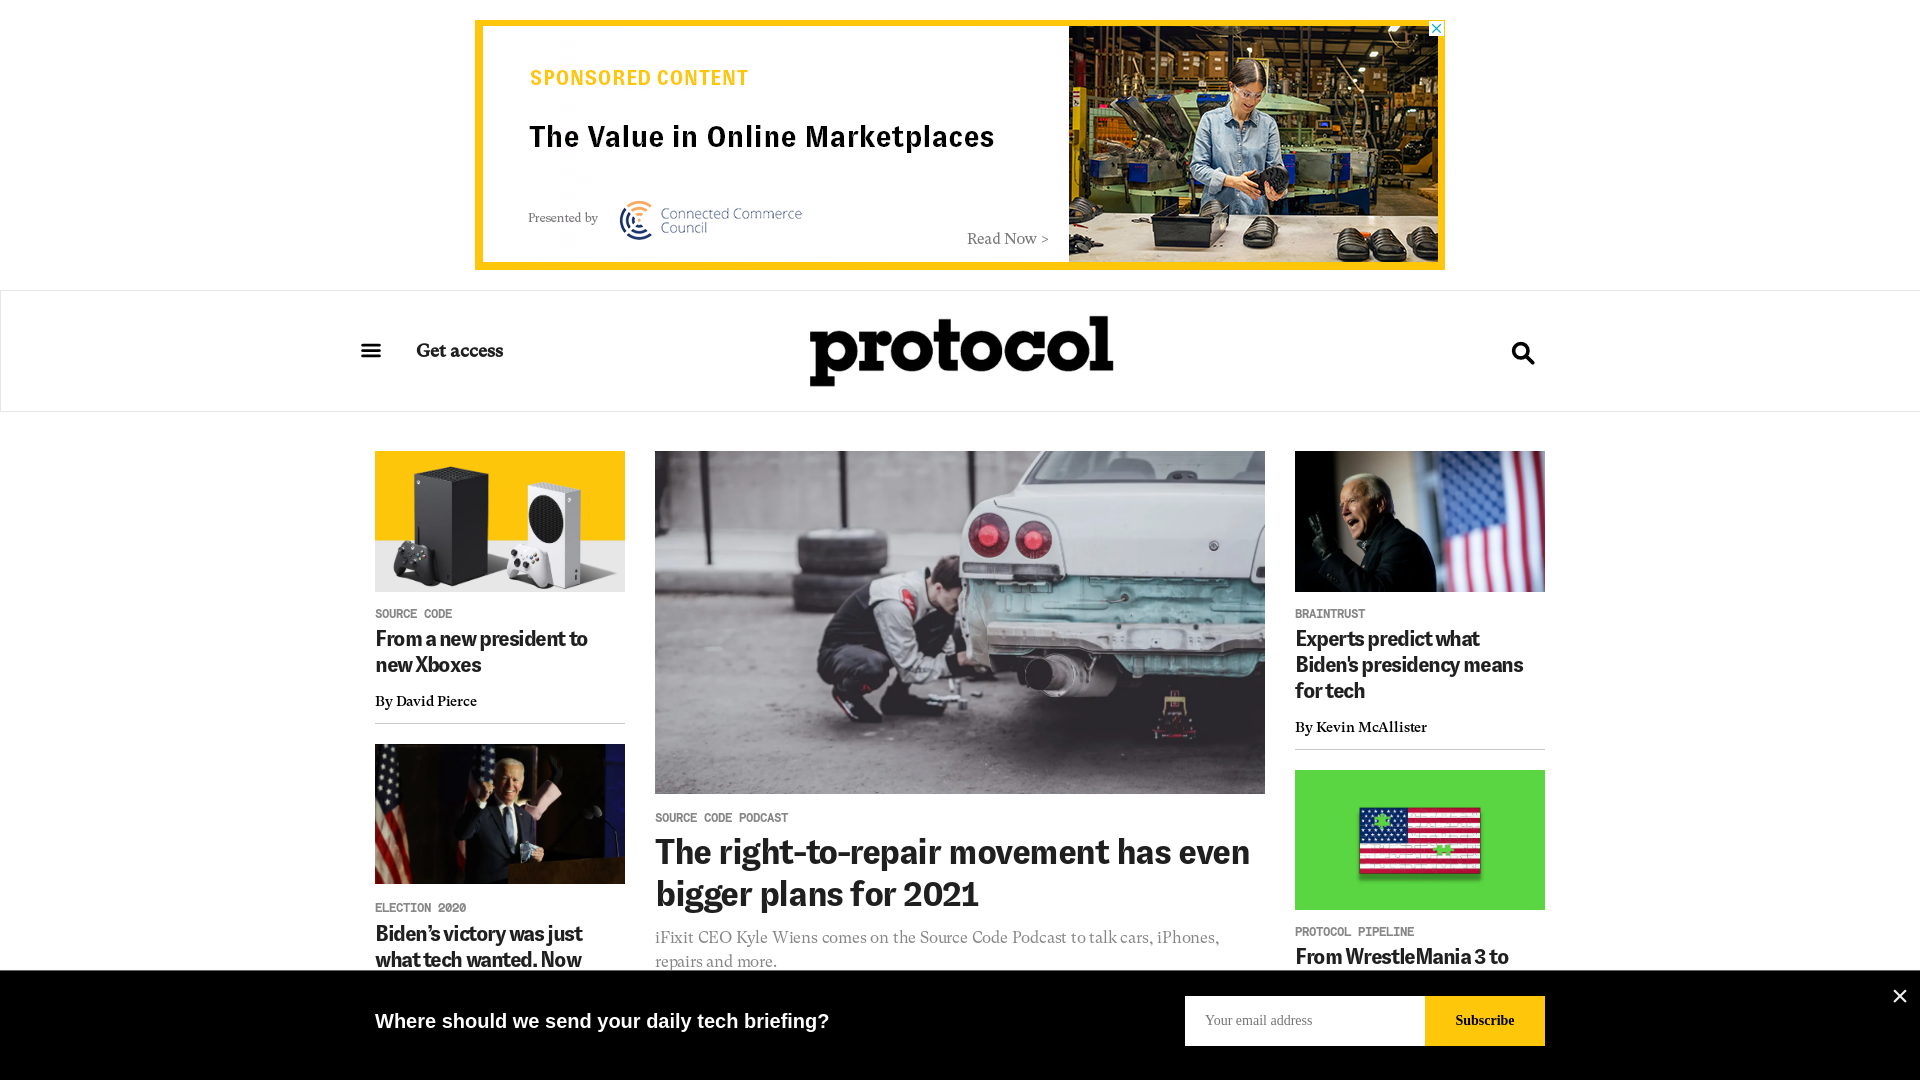 SPONSORED CONTENT
The Value in Online Marketplaces
Presented by
Connected Commerce
Council
Read Now >
Get access
protocol
SOURCE CODE
From a new president to
new Xboxes
By David Pierce
ELECTION 2020
Biden’s victory was just
what tech wanted. Now
SOURCE CODE PODCAST
The right-to-repair movement has even
bigger plans for 2021
iFixit CEO Kyle Wiens comes on the Source Code Podcast to talk cars, iPhones,
repairs and more.
BRAINTRUST
Experts predict what
Biden's presidency means
for tech
By Kevin McAllister
PROTOCOL PIPELINE
From WrestleMania 3 to
Where should we send your daily tech briefing?
Your email address
Subscribe